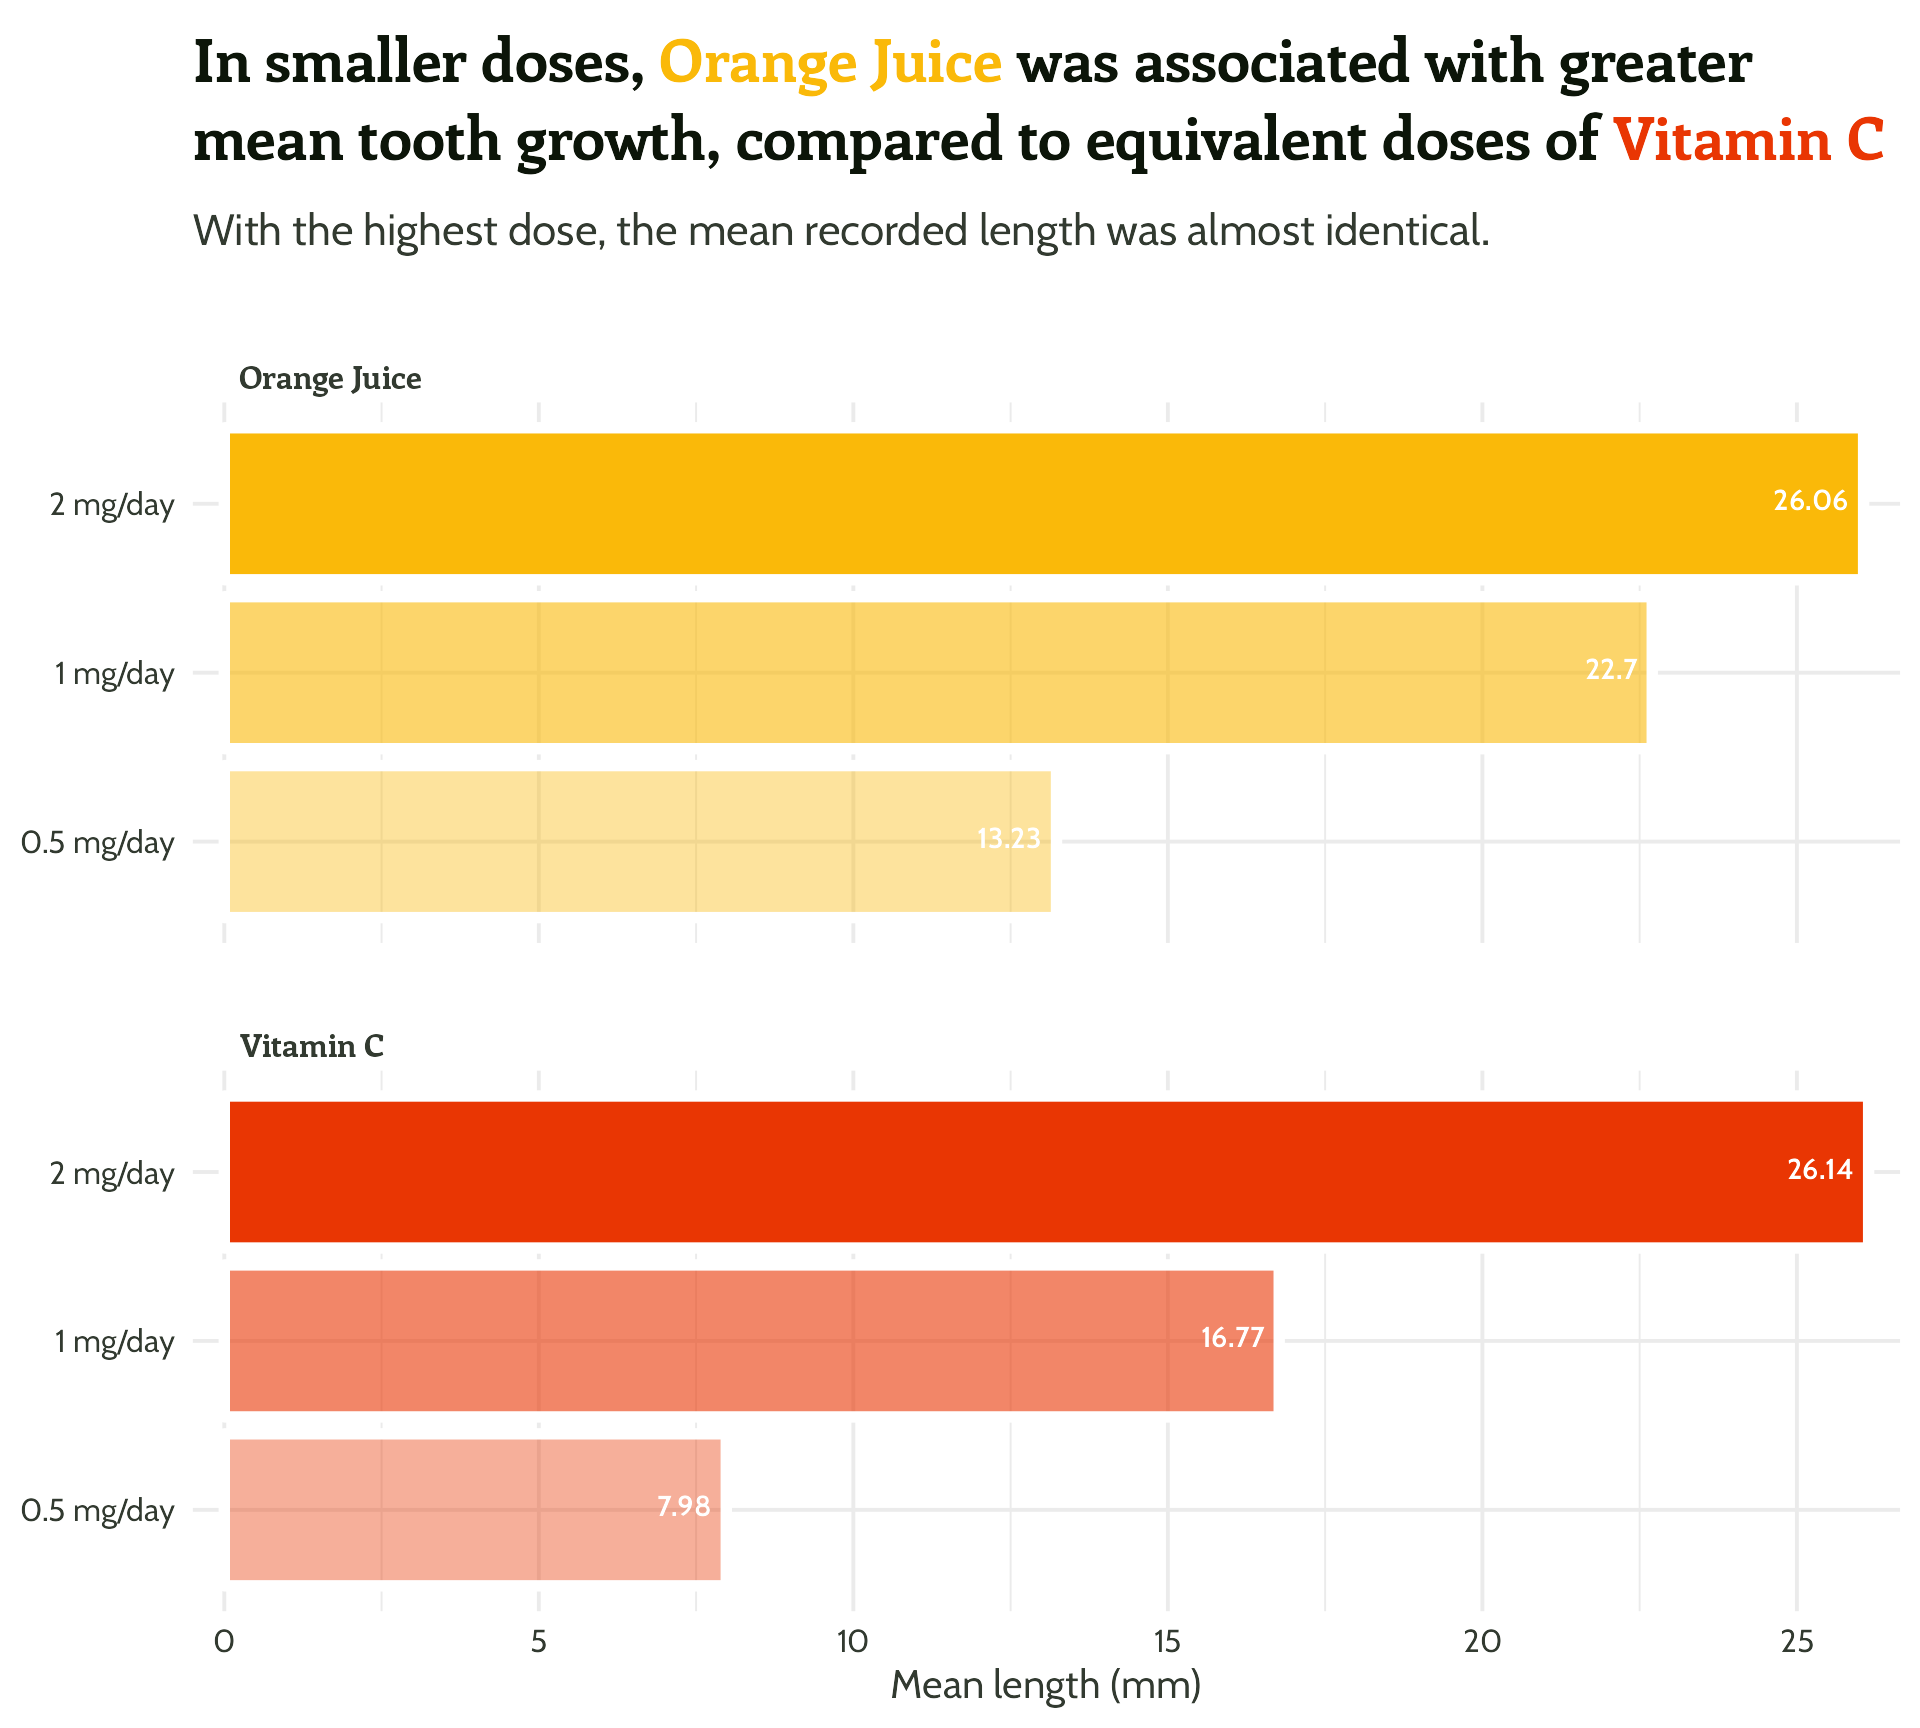 In smaller doses, Orange Juice was associated with greater
mean tooth growth, compared to equivalent doses of Vitamin C
With the highest dose, the mean recorded length was almost identical.
Orange Juice
2 mg/day
26.06
1 mg/day
22.7
0.5 mg/day
13.23
Vitamin C
2 mg/day
26.14
1 mg/day
16.77
0.5 mg/day
7.98
0 5 10 15 20 25
Mean length (mm)